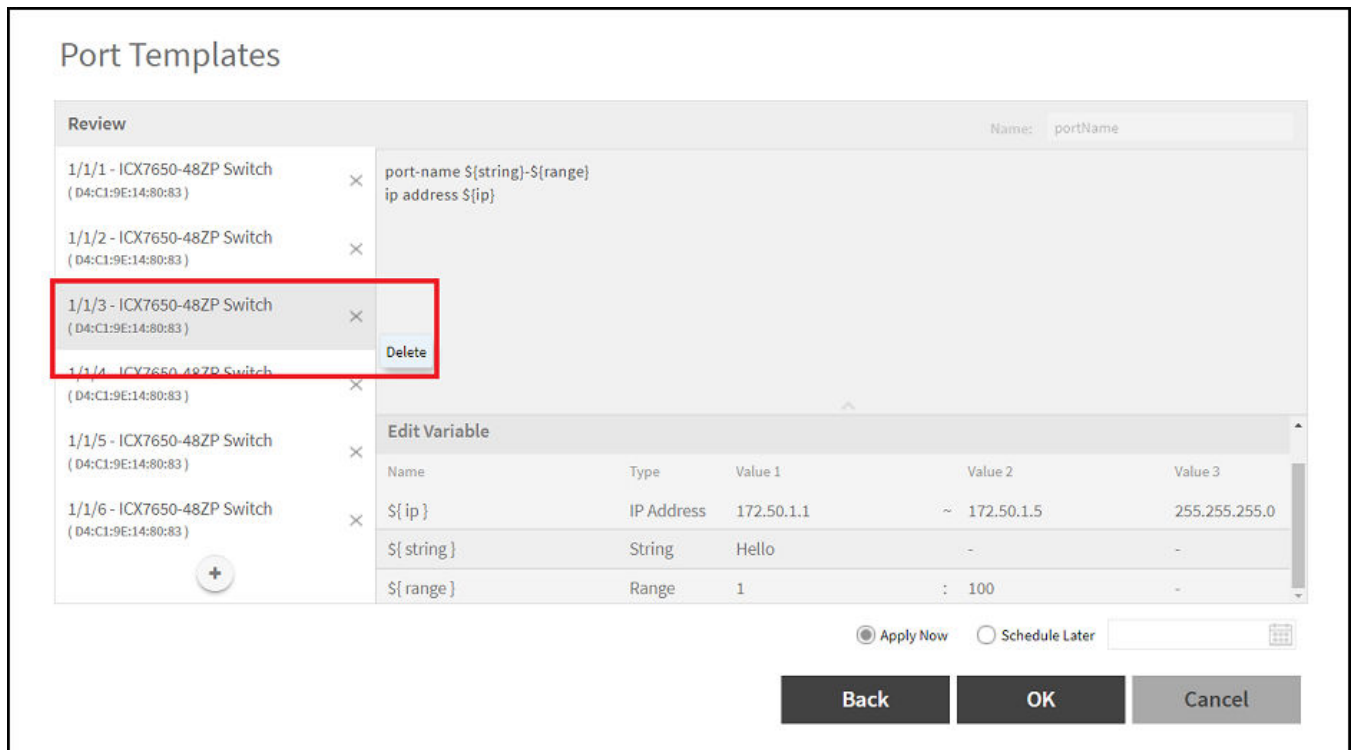 Port Templates
Review
Name: portName
1/1/1 - ICX7650-48ZP Switch
( D4:C1:9E:14:80:83 )
port-name ${string}-${range}
ip address ${ip}
1/1/2 - ICX7650-48ZP Switch
( D4:C1:9E:14:80:83 )
1/1/3 - ICX7650-48ZP Switch
( D4:C1:9E:14:80:83 )
Delete
1/1/4 - ICX7650-48ZP Switch
( D4:C1:9E:14:80:83 )
1/1/5 - ICX7650-48ZP Switch
( D4:C1:9E:14:80:83 )
1/1/6 - ICX7650-48ZP Switch
( D4:C1:9E:14:80:83 )
Edit Variable
Name Type Value 1 Value 2 Value 3
${ ip } IP Address 172.50.1.1 ~ 172.50.1.5 255.255.255.0
${ string } String Hello - -
${ range } Range 1 : 100 -
Apply Now Schedule Later
Back OK Cancel